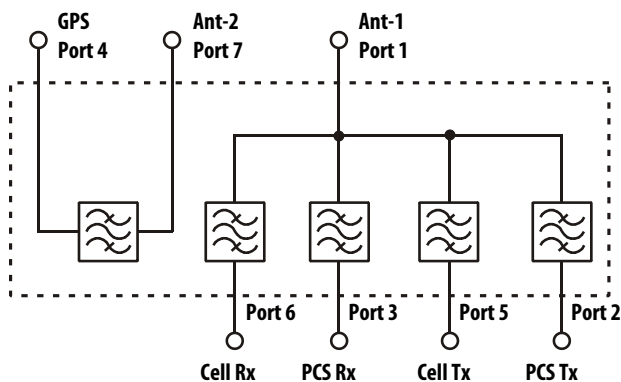 GPS
Port 4
Ant-2
Port 7
Ant-1
Port 1
Port 6
Port 3
Port 5
Port 2
Cell Rx
PCS Rx
Cell Tx
PCS Tx